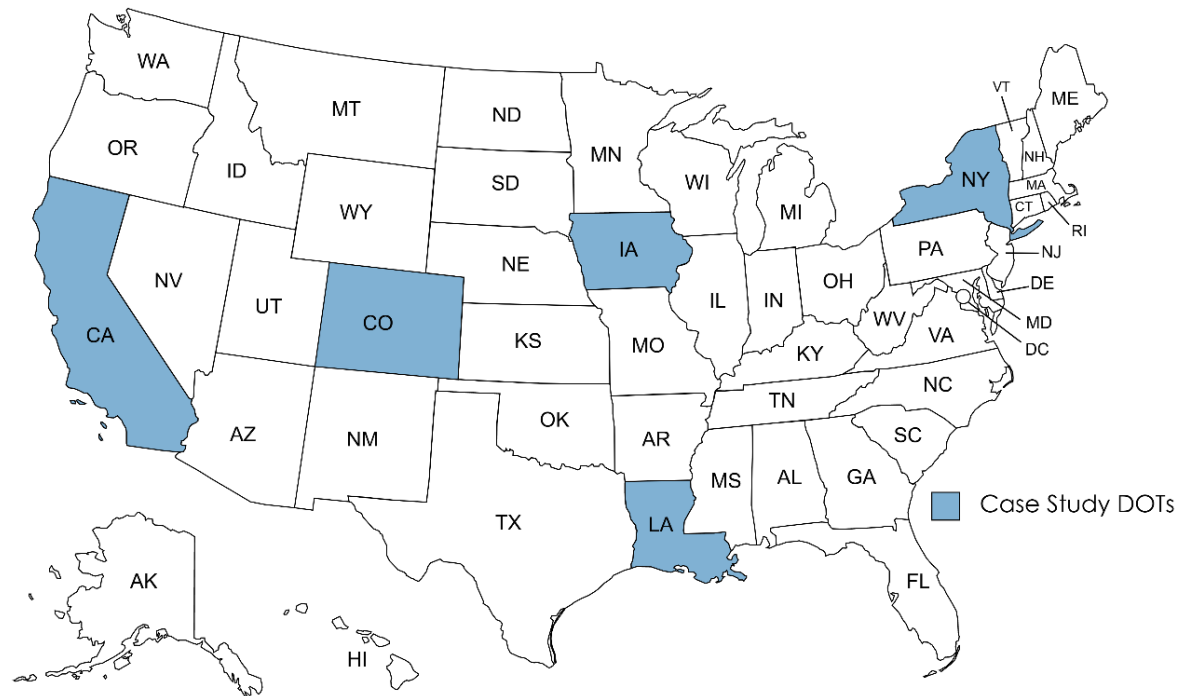 WA
OR
ID
MT
WY
ND
SD
NE
KS
OK
TX
NM
AZ
UT
CO
NV
CA
MN
IA
MO
AR
LA
WI
IL
MI
IN
OH
KY
TN
MS
AL
GA
FL
SC
NC
VA
WV
PA
NY
VT
NH
ME
MA
CT
RI
NJ
DE
MD
DC
AK
HI
Case Study DOTs